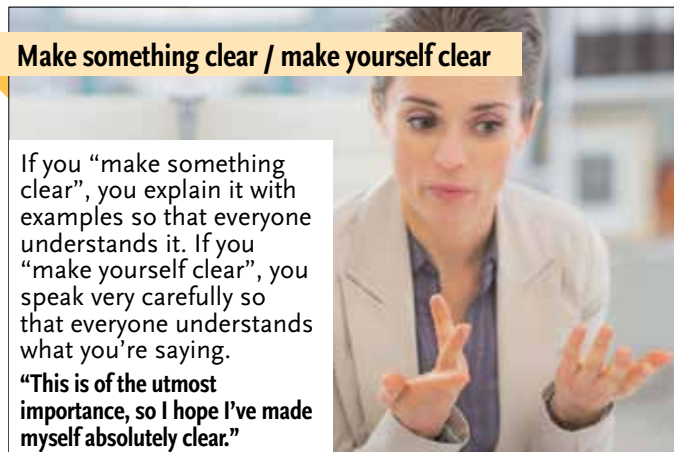 Make something clear / make yourself clear
If you “make something
clear”, you explain it with
examples so that everyone
understands it. If you
“make yourself clear”, you
speak very carefully so
that everyone understands
what you’re saying.
“This is of the utmost
importance, so I hope I’ve made
myself absolutely clear.”